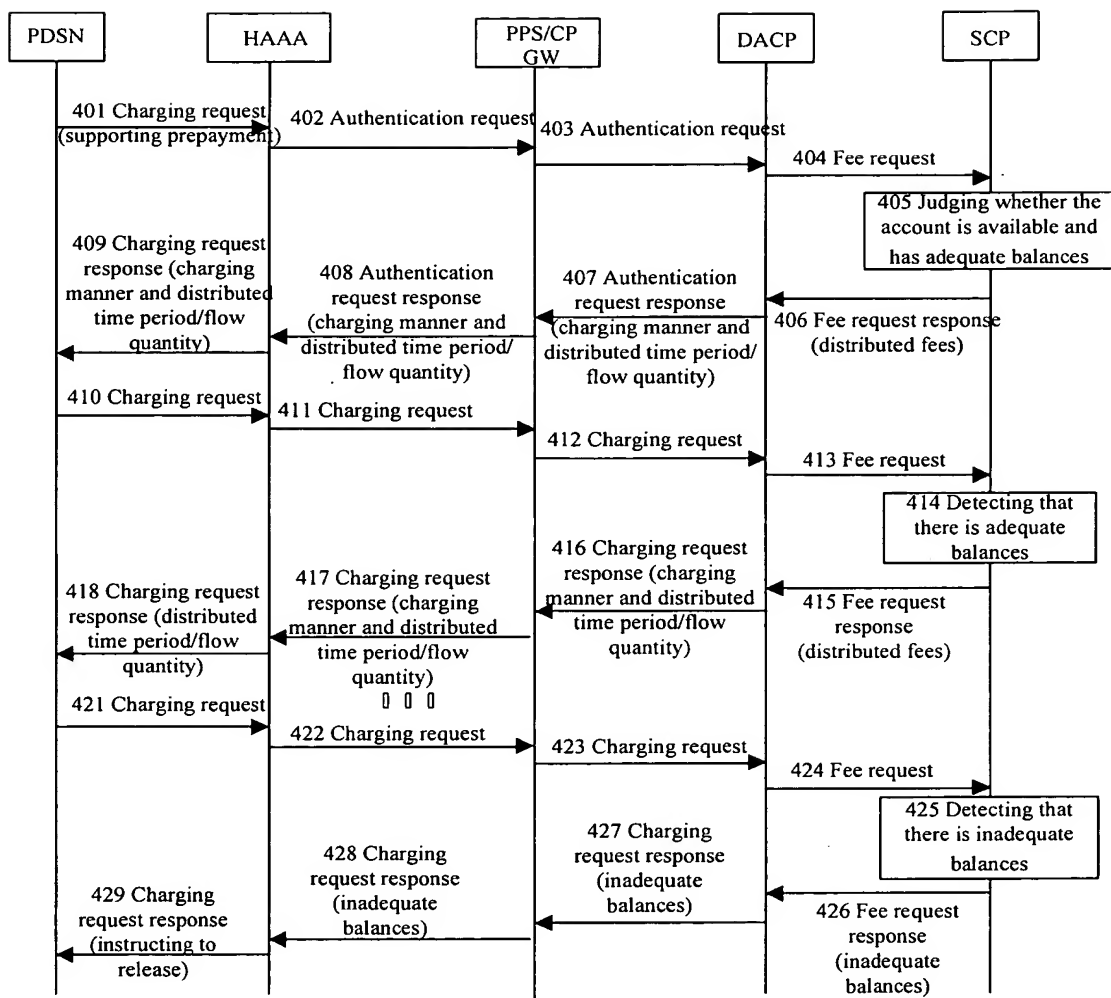 PDSN
HAAA
PPS/CP
GW
DACP
SCP
401 Charging request
(supporting prepayment)
402 Authentication request
403 Authentication request
404 Fee request
405 Judging whether the
account is available and
has adequate balances
409 Charging request
response (charging
manner and distributed
time period/flow
quantity)
408 Authentication
request response
(charging manner and
distributed time period/
flow quantity)
407 Authentication
request response
(charging manner and
distributed time period/
flow quantity)
406 Fee request response
(distributed fees)
410 Charging request
411 Charging request
412 Charging request
413 Fee request
414 Detecting that
there is adequate
balances
418 Charging request
response (distributed
time period/flow
quantity)
417 Charging request
response (charging
manner and distributed
time period/flow
quantity)
416 Charging request
response (charging
manner and distributed
time period/flow
quantity)
415 Fee request
response
(distributed fees)
421 Charging request
422 Charging request
423 Charging request
424 Fee request
425 Detecting that
there is inadequate
balances
429 Charging
request response
(instructing to
release)
428 Charging
request response
(inadequate
balances)
427 Charging
request response
(inadequate
balances)
426 Fee request
response
(inadequate
balances)